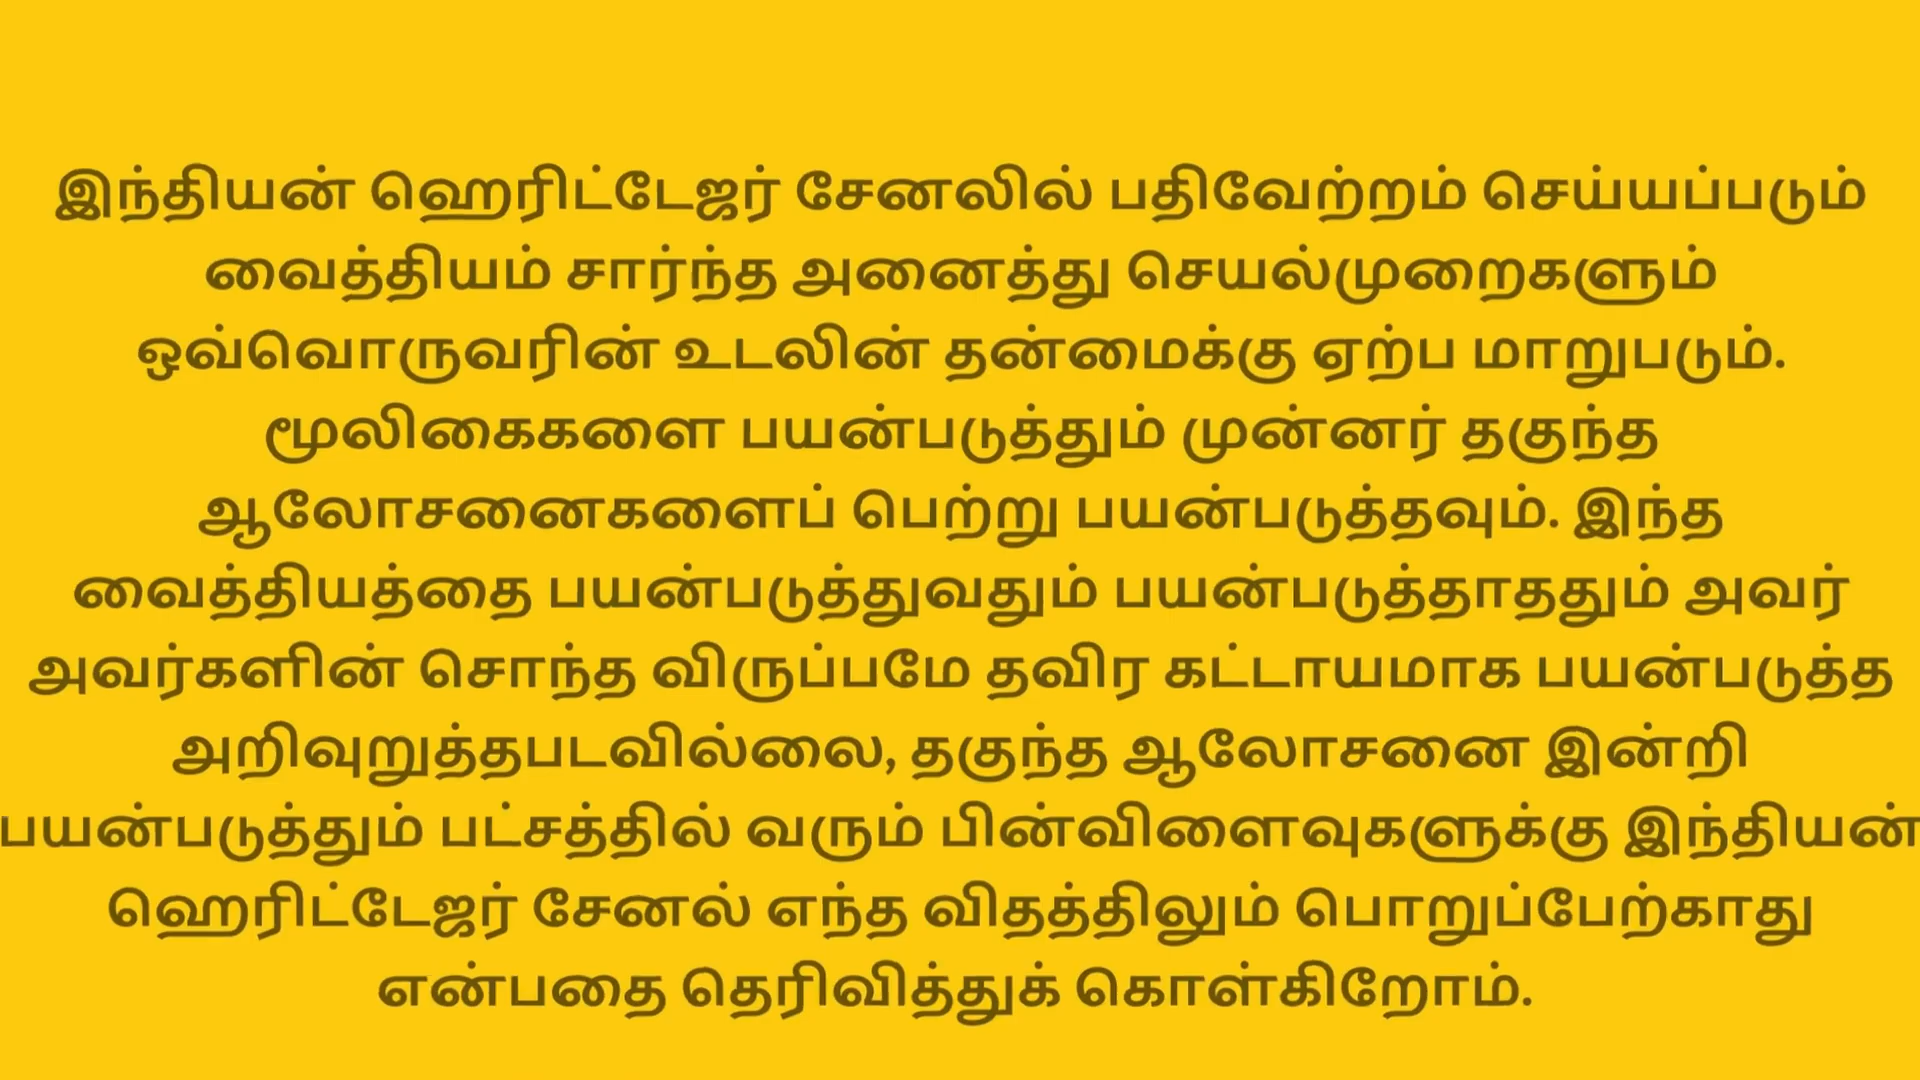 இந்தியன் ஹெரிட்டேஜர் சேனலில் பதிவேற்றம் செய்யப்படும்
வைத்தியம் சார்ந்த அனைத்து செயல்முறைகளும்
ஒவ்வொருவரின் உடலின் தன்மைக்கு ஏற்ப மாறுபடும்.
மூலிகைகளை பயன்படுத்தும் முன்னர் தகுந்த
ஆலோசனைகளைப் பெற்று பயன்படுத்தவும். இந்த
வைத்தியத்தை பயன்படுத்துவதும் பயன்படுத்தாததும் அவர்
அவர்களின் சொந்த விருப்பமே தவிர கட்டாயமாக பயன்படுத்த
அறிவுறுத்தபடவில்லை, தகுந்த ஆலோசனை இன்றி
பயன்படுத்தும் பட்சத்தில் வரும் பின்விளைவுகளுக்கு இந்தியன்
ஹெரிட்டேஜர் சேனல் எந்த விதத்திலும் பொறுப்பேற்காது
என்பதை தெரிவித்துக் கொள்கிறோம்.